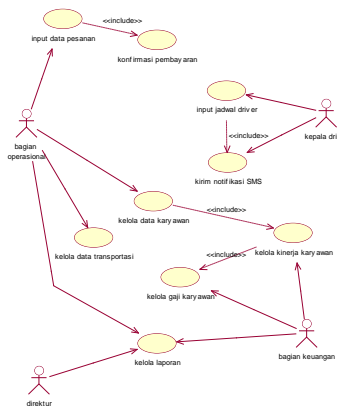 <<include>>
input data pesanan
konfirmasi pembayaran
input jadwal driver
kepala dri
<<include>>
bagian
operasional
kirim notifikasi SMS
kelola data karyawan
<<include>>
kelola data transportasi
kelola kinerja karyawan
<<include>>
kelola gaji karyawan
kelola laporan
bagian keuangan
direktur